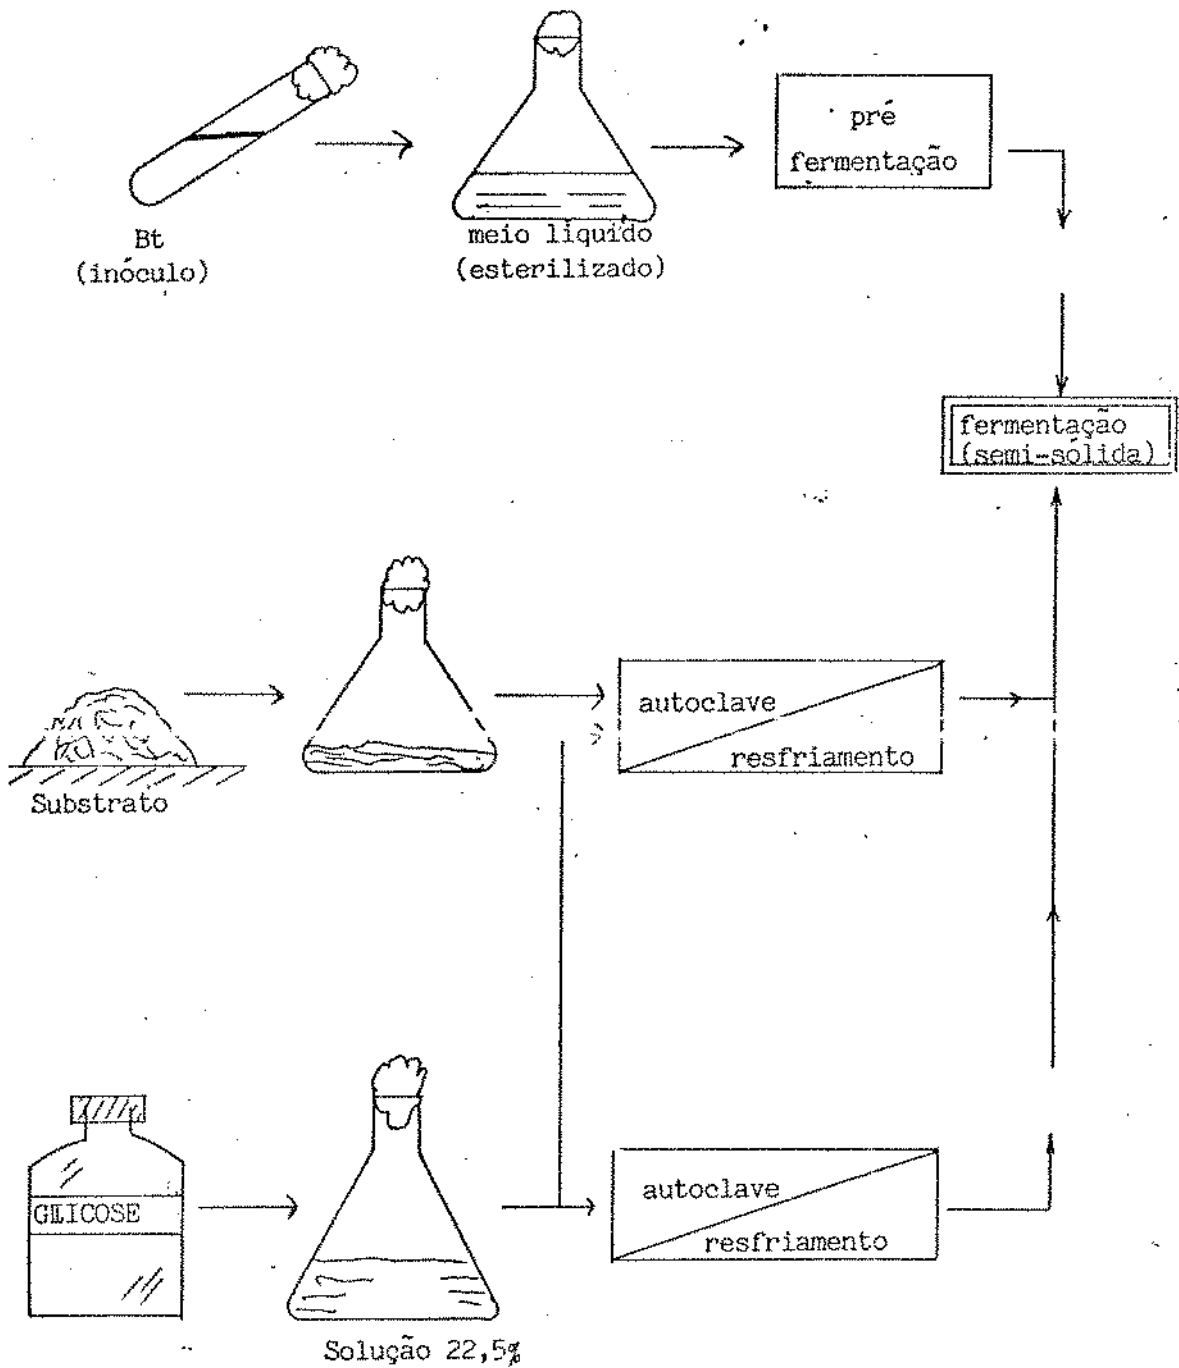 pré
fermentação
Bt
(inóculo)
meio líquido
(esterilizado)
fermentação
(semi-sólida)
autoclave
resfriamento
Substrato
GLICOSE
autoclave
resfriamento
Solução 22,5%